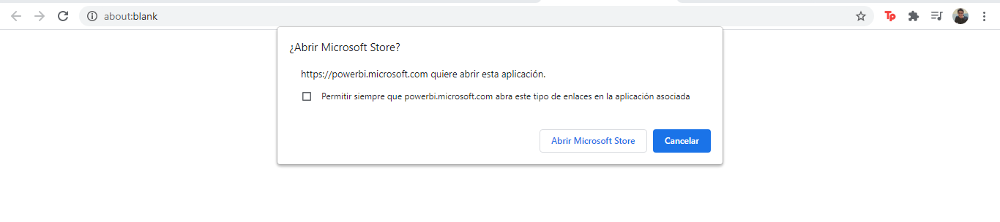 about:blank
Tp
¿Abrir Microsoft Store?
https://powerbi.microsoft.com quiere abrir esta aplicación.
Permitir siempre que powerbi.microsoft.com abra este tipo de enlaces en la aplicación asociada
Abrir Microsoft Store
Cancelar